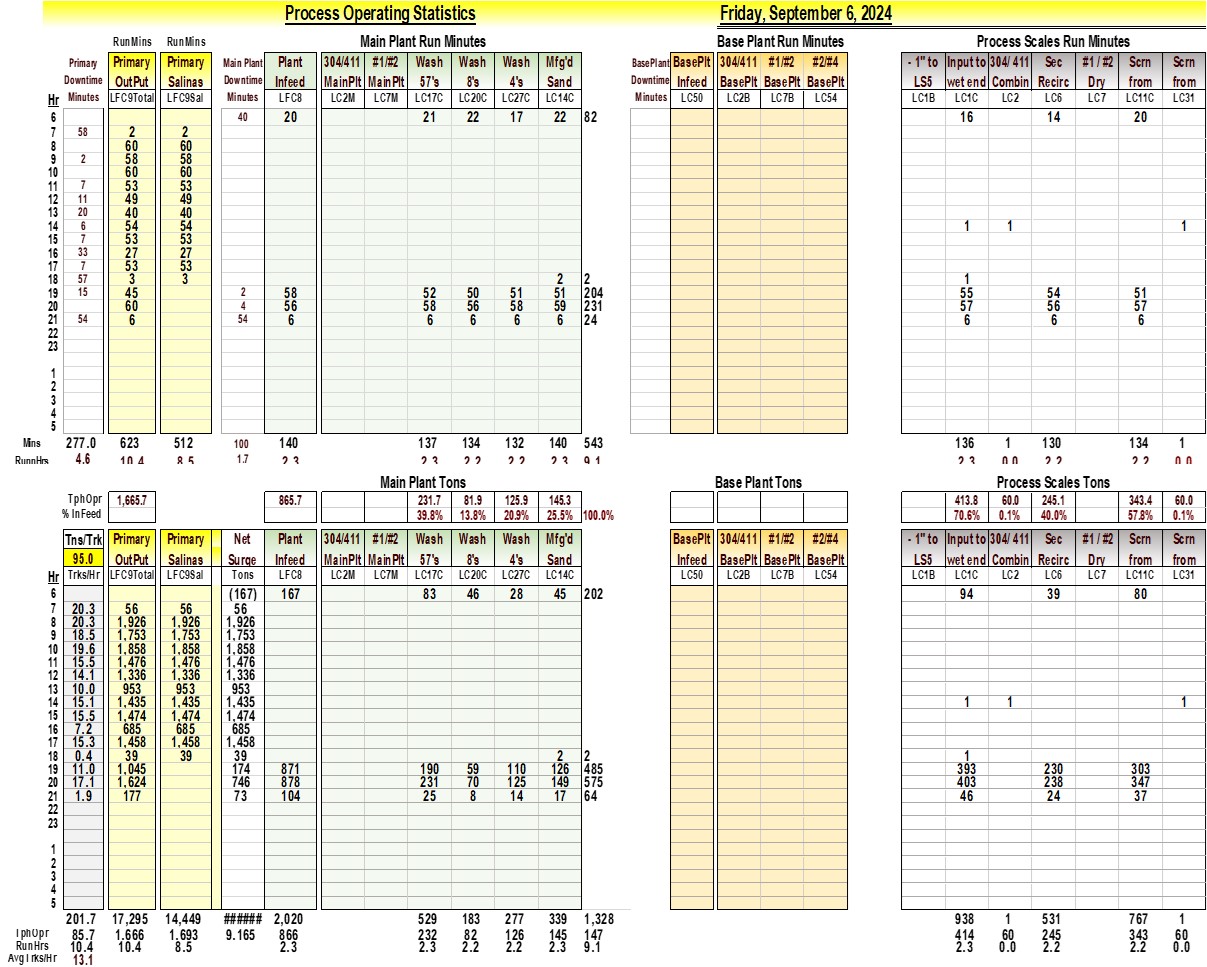 Process Operating Statistics Friday, September 6, 2024
RunMins RunMins Main Plant Run Minutes Base Plant Run Minutes Process Scales Run Minutes
Primary Primary Primary Main Plant Plant 304/411 #1/#2 Wash Wash Wash Mfg'd BasePlant BasePlt 304/411 #1/#2 #2/#4 - 1" to Input to 304/ 411 Sec #1 / #2 Scrn Scrn
Downtime OutPut Salinas Downtime Infeed MainPlt MainPlt 57's 8's 4's Sand Downtime Infeed BasePlt BasePlt BasePlt LS5 wet end Combin Recirc Dry from from
Hr Minutes LFC9Total LFC9Sal Minutes LFC8 LC2M LC7M LC17C LC20C LC27C LC14C Minutes LC50 LC2B LC7B LC54 LC1B LC1C LC2 LC6 LC7 LC11C LC31
6 40 20 21 22 17 22 82 16 14 20
7 58 2 2
8 60 60
9 2 58 58
10 60 60
11 7 53 53
12 11 49 49
13 20 40 40
14 6 54 54 1 1 1
15 7 53 53
16 33 27 27
17 7 53 53
18 57 3 3 2 2 1
19 15 45 2 58 52 50 51 51 204 55 54 51
20 60 4 56 58 56 58 59 231 56 56 57
21 54 6 54 6 6 6 6 6 24 6 6 6
22
23
1
2
3
4
5
Mins 277.0 623 512 100 140 137 134 132 140 543 136 1 130 134 1
RunnHrs 4.6 10.4 8.5 1.7 2.3 2.3 2.2 2.2 2.3 9.1 2.3 0.0 2.2 2.2 0.0
Main Plant Tons Base Plant Tons Process Scales Tons
TphOpr 1,665.7 865.7 231.7 81.9 125.9 145.3 413.8 60.0 245.1 343.4 60.0
% InFeed 39.8% 13.8% 20.9% 25.5% 100.0% 70.6% 0.1% 40.0% 57.8% 0.1%
Tns/Trk Primary Primary Net Plant 304/411 #1/#2 Wash Wash Wash Mfg'd BasePlt 304/411 #1/#2 #2/#4 - 1" to Input to 304/ 411 Sec #1 / #2 Scrn Scrn
95.0 OutPut Salinas Surge Infeed MainPlt MainPlt 57's 8's 4's Sand Infeed BasePlt BasePlt BasePlt LS5 wet end Combin Recirc Dry from from
Hr Trks/Hr LFC9Total LFC9Sal Tons LFC8 LC2M LC7M LC17C LC20C LC27C LC14C LC50 LC2B LC7B LC54 LC1B LC1C LC2 LC6 LC7 LC11C LC31
6 (167) 167 83 46 28 45 202 94 39 80
7 20.3 56 56 56
8 20.3 1,926 1,926 1,926
9 18.5 1,753 1,753 1,753
10 19.6 1,858 1,858 1,858
11 15.5 1,476 1,476 1,476
12 14.1 1,336 1,336 1,336
13 10.0 953 953 953
14 15.1 1,435 1,435 1,435 1 1 1
15 15.5 1,474 1,474 1,474
16 7.2 685 685 685
17 15.3 1,458 1,458 1,458
18 0.4 39 39 39 2 2 1
19 11.0 1,045 174 871 190 59 110 126 485 393 230 303
20 17.1 1,624 746 878 231 70 125 149 575 403 238 347
21 1.9 177 73 104 25 8 14 17 64 46 24 37
22
23
1
2
3
4
5
201.7 17,295 14,449 ###### 2,020 529 183 277 339 1,328 938 1 531 767 1
TphOpr 85.7 1.666 1.693 9.165 866 232 82 126 145 147 414 60 245 343 60
RunHrs 10.4 10.4 8.5 2.3 2.3 2.2 2.2 2.3 9.1 2.3 0.0 2.2 2.2 0.0
AvgTrks/Hr 13.1